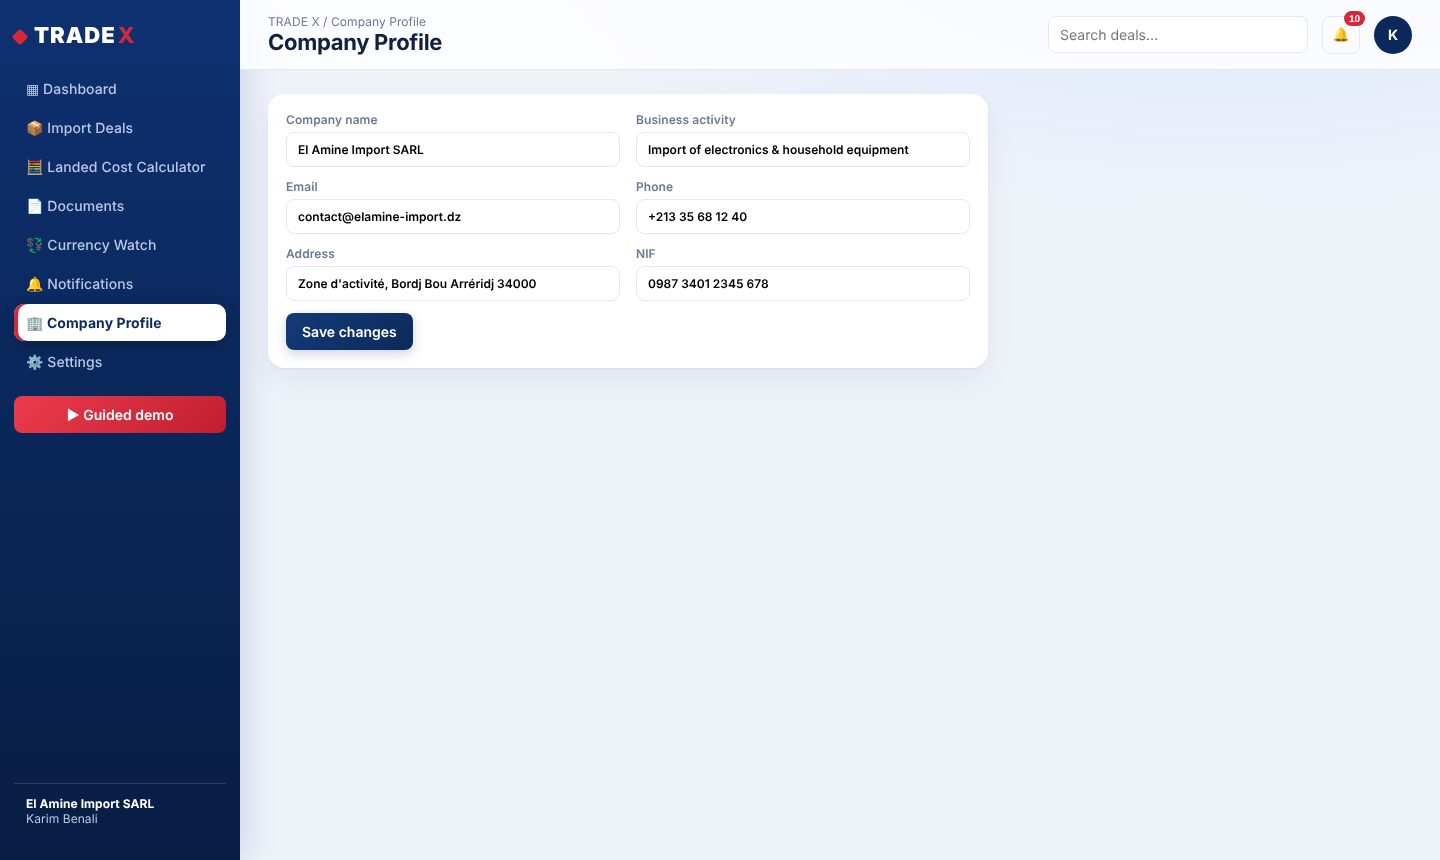 TRADE X
Dashboard
Import Deals
Landed Cost Calculator
Documents
Currency Watch
Notifications
Company Profile
Settings
▶ Guided demo
El Amine Import SARL
Karim Benali
TRADE X / Company Profile
Company Profile
Search deals...
10
K
Company name
El Amine Import SARL
Business activity
Import of electronics & household equipment
Email
contact@elamine-import.dz
Phone
+213 35 68 12 40
Address
Zone d'activité, Bordj Bou Arréridj 34000
NIF
0987 3401 2345 678
Save changes